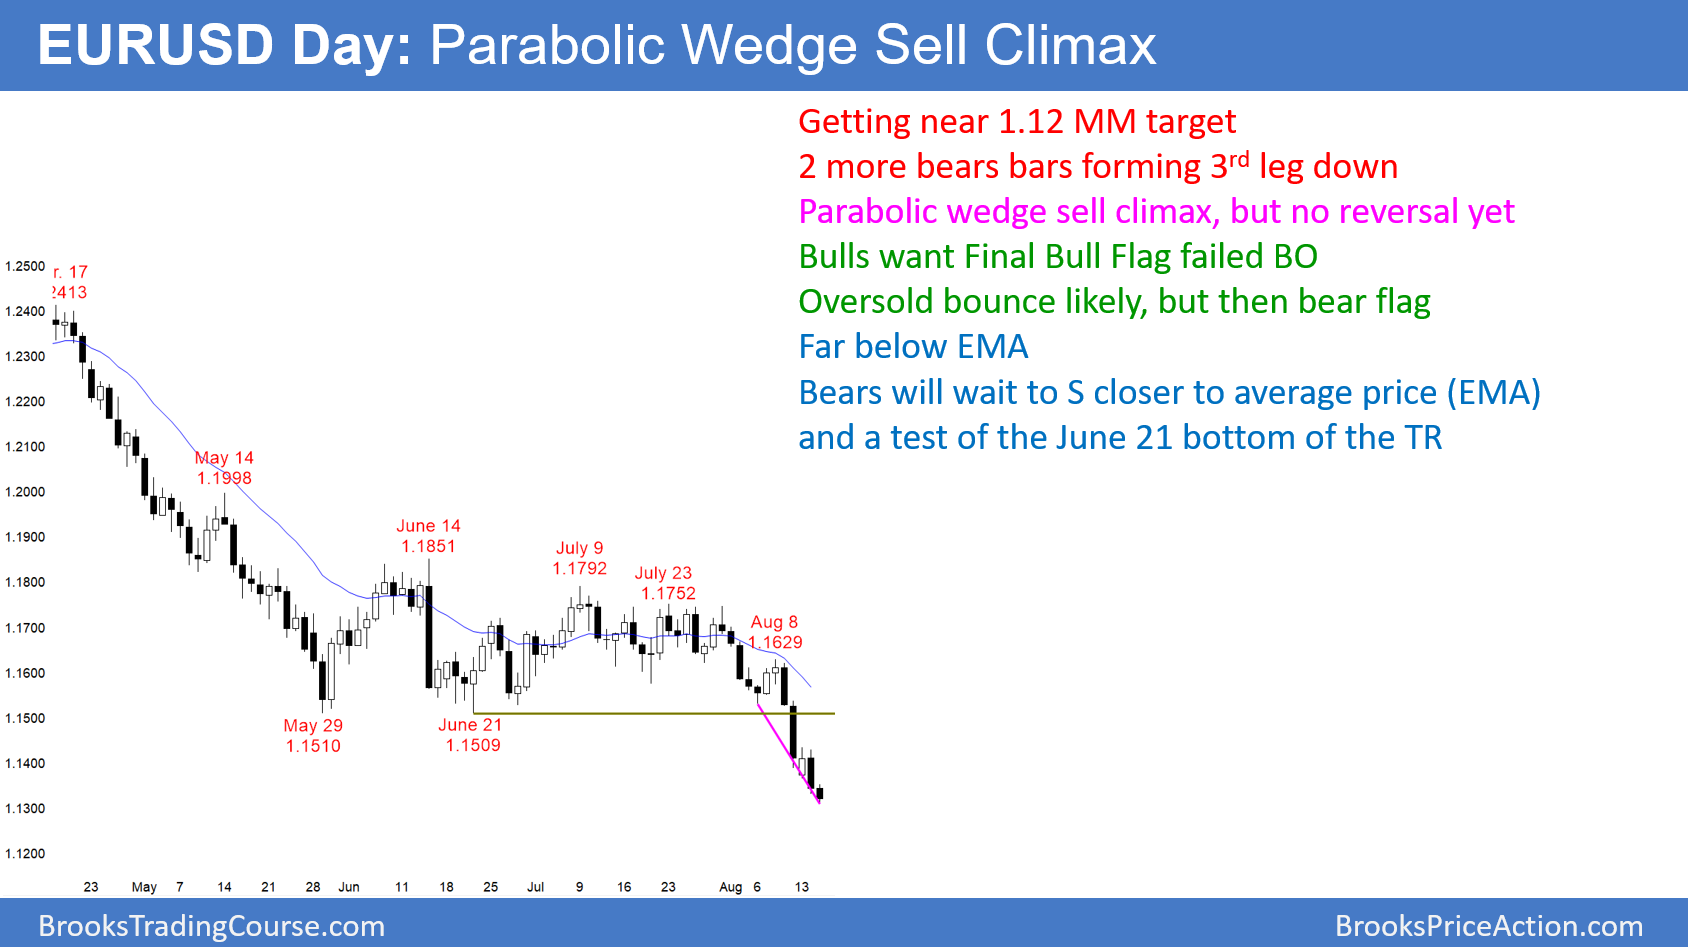 EURUSD Day: Parabolic Wedge Sell Climax
Getting near 1.12 MM target
2 more bears bars forming 3rd leg down
Parabolic wedge sell climax, but no reversal yet
Bulls want Final Bull Flag failed BO
Oversold bounce likely, but then bear flag
Far below EMA
Bears will wait to S closer to average price (EMA)
and a test of the June 21 bottom of the TR
1.2500
1.2400
1.2300
1.2200
1.2100
1.2000
1.1900
1.1800
1.1700
1.1600
1.1500
1.1400
1.1300
1.1200
r. 17
2413
May 14
1.1998
June 14
1.1851
July 9
1.1792
July 23
1.1752
Aug 8
1.1629
May 29
1.1510
June 21
1.1509
23 May 7 14 21 28 Jun 11 18 25 Jul 9 16 23 Aug 6 13
BrooksTradingCourse.com
BrooksPriceAction.com